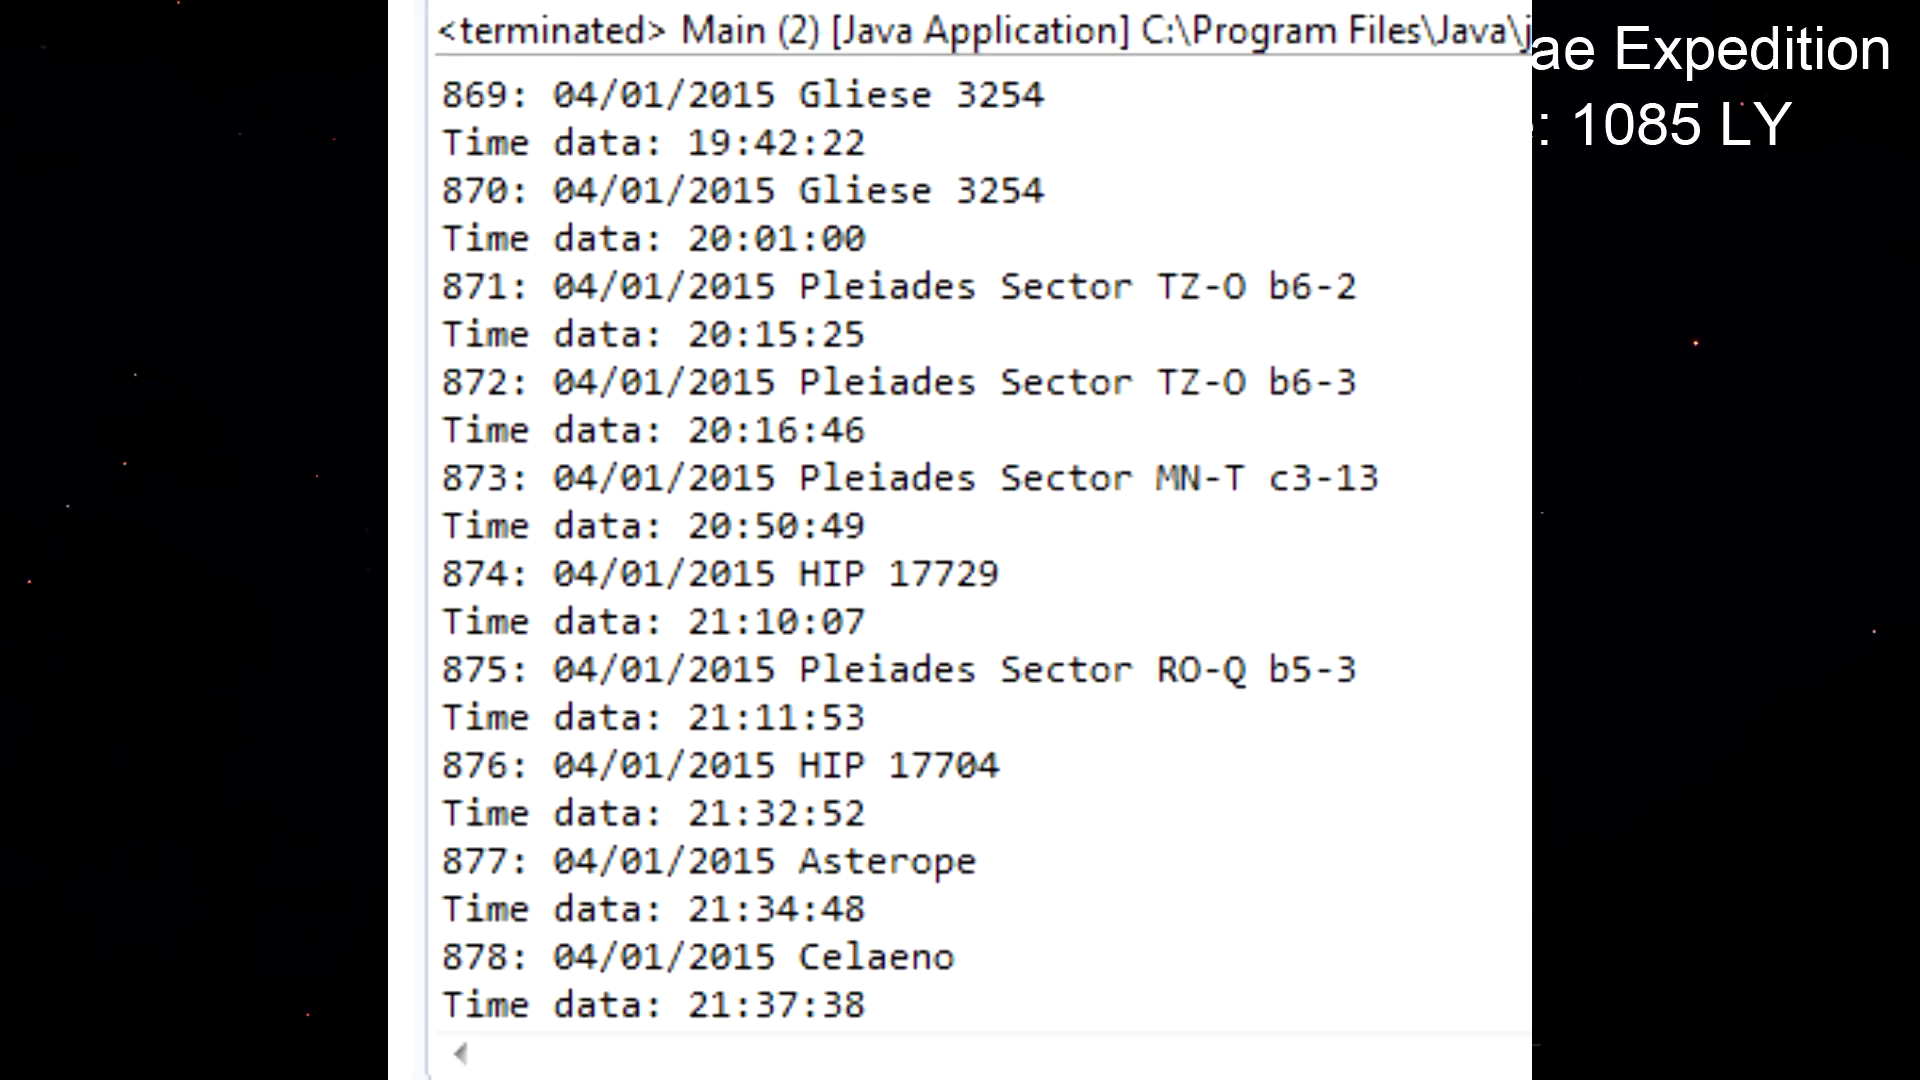 <terminated> Main (2) [Java Application] C:\Program Files\Java\j
ae Expedition
: 1085 LY
869: 04/01/2015 Gliese 3254
Time data: 19:42:22
870: 04/01/2015 Gliese 3254
Time data: 20:01:00
871: 04/01/2015 Pleiades Sector TZ-O b6-2
Time data: 20:15:25
872: 04/01/2015 Pleiades Sector TZ-O b6-3
Time data: 20:16:46
873: 04/01/2015 Pleiades Sector MN-T c3-13
Time data: 20:50:49
874: 04/01/2015 HIP 17729
Time data: 21:10:07
875: 04/01/2015 Pleiades Sector RO-Q b5-3
Time data: 21:11:53
876: 04/01/2015 HIP 17704
Time data: 21:32:52
877: 04/01/2015 Asterope
Time data: 21:34:48
878: 04/01/2015 Celaeno
Time data: 21:37:38